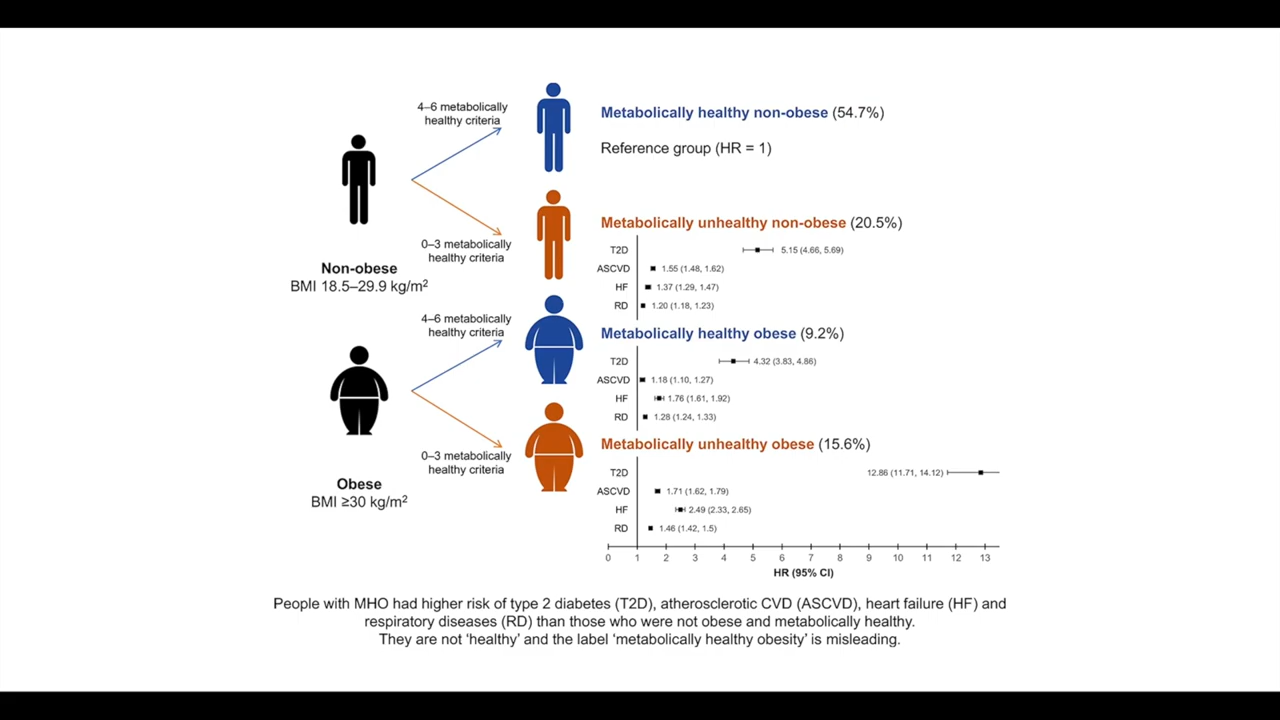 4–6 metabolically
healthy criteria
Metabolically healthy non-obese (54.7%)
Reference group (HR = 1)
0–3 metabolically
healthy criteria
Non-obese
BMI 18.5–29.9 kg/m²
Metabolically unhealthy non-obese (20.5%)
T2D 5.15 (4.66, 5.69)
ASCVD 1.55 (1.48, 1.62)
HF 1.37 (1.29, 1.47)
RD 1.20 (1.18, 1.23)
4–6 metabolically
healthy criteria
Metabolically healthy obese (9.2%)
T2D 4.32 (3.83, 4.86)
ASCVD 1.18 (1.10, 1.27)
HF 1.76 (1.61, 1.92)
RD 1.28 (1.24, 1.33)
0–3 metabolically
healthy criteria
Obese
BMI ≥30 kg/m²
Metabolically unhealthy obese (15.6%)
T2D 12.86 (11.71, 14.12)
ASCVD 1.71 (1.62, 1.79)
HF 2.49 (2.33, 2.65)
RD 1.46 (1.42, 1.5)
0 1 2 3 4 5 6 7 8 9 10 11 12 13
HR (95% CI)
People with MHO had higher risk of type 2 diabetes (T2D), atherosclerotic CVD (ASCVD), heart failure (HF) and
respiratory diseases (RD) than those who were not obese and metabolically healthy.
They are not ‘healthy’ and the label ‘metabolically healthy obesity’ is misleading.